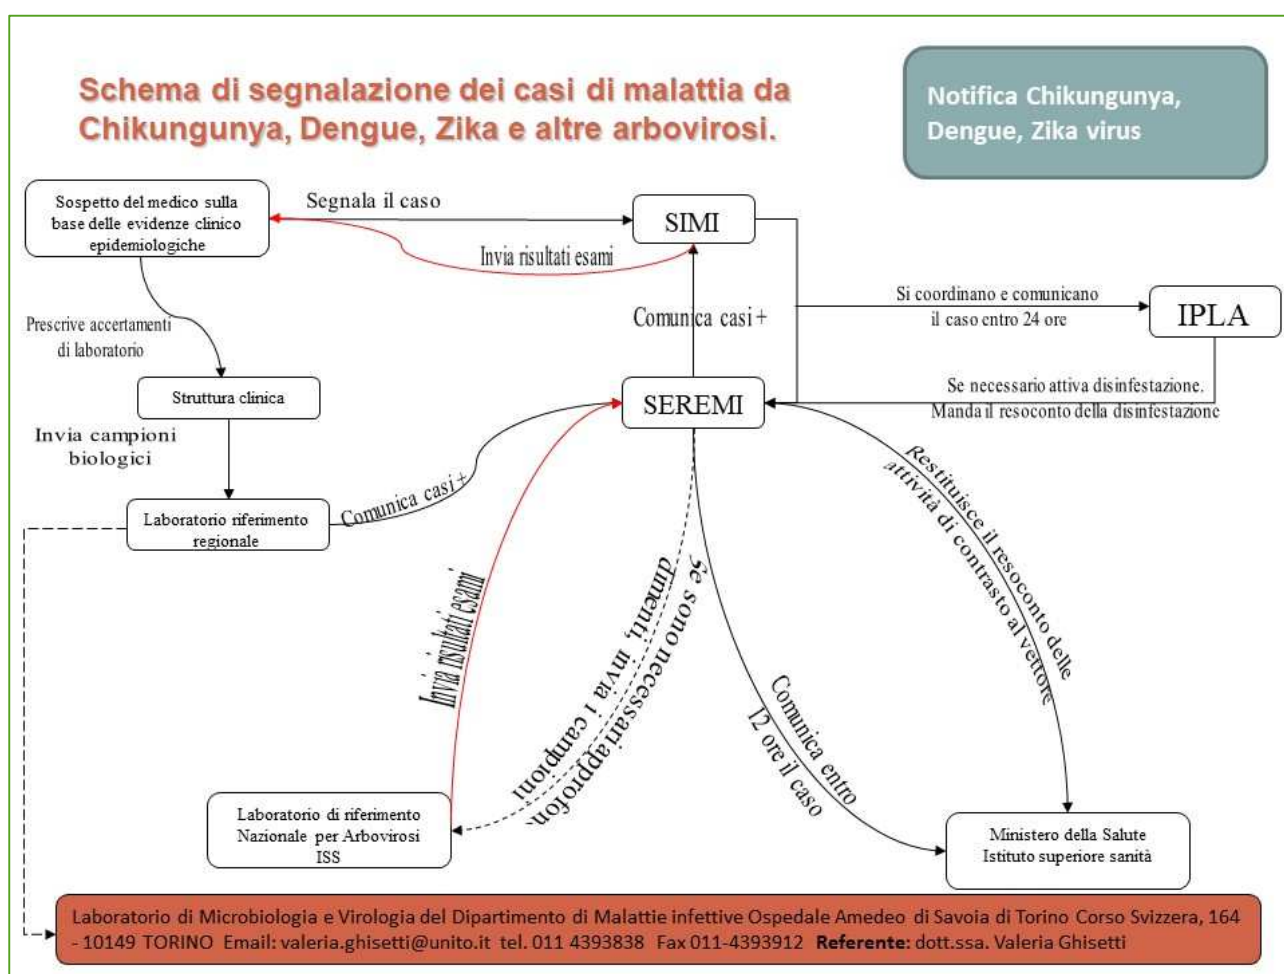 Schema di segnalazione dei casi di malattia da
Chikungunya, Dengue, Zika e altre arbovirosi.
Notifica Chikungunya,
Dengue, Zika virus
Sospetto del medico sulla
base delle evidenze clinico
epidemiologiche
Segnala il caso
SIMI
Invia risultati esami
Comunica casi+
Si coordinano e comunicano
il caso entro 24 ore
IPLA
Prescrive accertamenti
di laboratorio
Struttura clinica
SEREMI
Se necessario attiva disinfestazione.
Manda il resoconto della disinfestazione
Invia campioni
biologici
Laboratorio riferimento
regionale
Comunica casi+
Invia risultati esami
Se sono necessari approfon
dimenti, invia i campioni
Comunica entro
12 ore il caso
Restituisce il resoconto delle
attività di contrasto al vettore
Laboratorio di riferimento
Nazionale per Arbovirosi
ISS
Ministero della Salute
Istituto superiore sanità
Laboratorio di Microbiologia e Virologia del Dipartimento di Malattie infettive Ospedale Amedeo di Savoia di Torino Corso Svizzera, 164
- 10149 TORINO Email: valeria.ghisetti@unito.it tel. 011 4393838 Fax 011-4393912 Referente: dott.ssa. Valeria Ghisetti